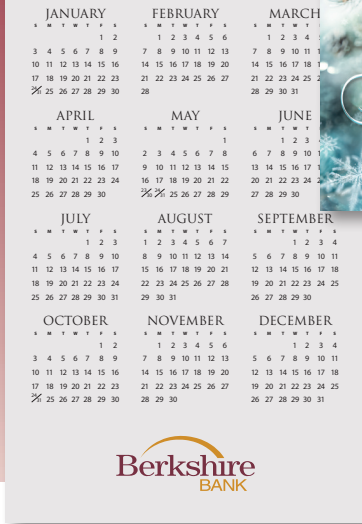 JANUARY FEBRUARY MARCH
S M T W T F S S M T W T F S S M T W T
1 2 1 2 3 4 5 6 1 2 3 4
3 4 5 6 7 8 9 7 8 9 10 11 12 13 7 8 9 10 11
10 11 12 13 14 15 16 14 15 16 17 18 19 20 14 15 16 17 18
17 18 19 20 21 22 23 21 22 23 24 25 26 27 21 22 23 24 25
24/31 25 26 27 28 29 30 28 28 29 30 31
APRIL MAY JUNE
S M T W T F S S M T W T F S S M T W T
1 2 3 1 1 2 3
4 5 6 7 8 9 10 2 3 4 5 6 7 8 6 7 8 9 10
11 12 13 14 15 16 17 9 10 11 12 13 14 15 13 14 15 16 17
18 19 20 21 22 23 24 16 17 18 19 20 21 22 20 21 22 23 24
25 26 27 28 29 30 23/30 24/31 25 26 27 28 29 27 28 29 30
JULY AUGUST SEPTEMBER
S M T W T F S S M T W T F S S M T W T F S
1 2 3 1 2 3 4 5 6 7 1 2 3 4
4 5 6 7 8 9 10 8 9 10 11 12 13 14 5 6 7 8 9 10 11
11 12 13 14 15 16 17 15 16 17 18 19 20 21 12 13 14 15 16 17 18
18 19 20 21 22 23 24 22 23 24 25 26 27 28 19 20 21 22 23 24 25
25 26 27 28 29 30 31 29 30 31 26 27 28 29 30
OCTOBER NOVEMBER DECEMBER
S M T W T F S S M T W T F S S M T W T F S
1 2 1 2 3 4 5 6 1 2 3 4
3 4 5 6 7 8 9 7 8 9 10 11 12 13 5 6 7 8 9 10 11
10 11 12 13 14 15 16 14 15 16 17 18 19 20 12 13 14 15 16 17 18
17 18 19 20 21 22 23 21 22 23 24 25 26 27 19 20 21 22 23 24 25
24/31 25 26 27 28 29 30 28 29 30 26 27 28 29 30 31
Berkshire
BANK